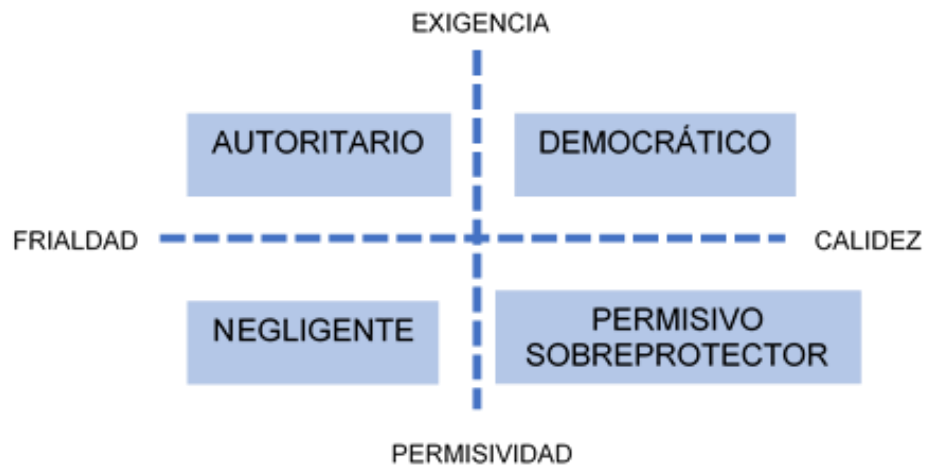 EXIGENCIA
AUTORITARIO
DEMOCRÁTICO
FRIALDAD
CALIDEZ
NEGLIGENTE
PERMISIVO
SOBREPROTECTOR
PERMISIVIDAD